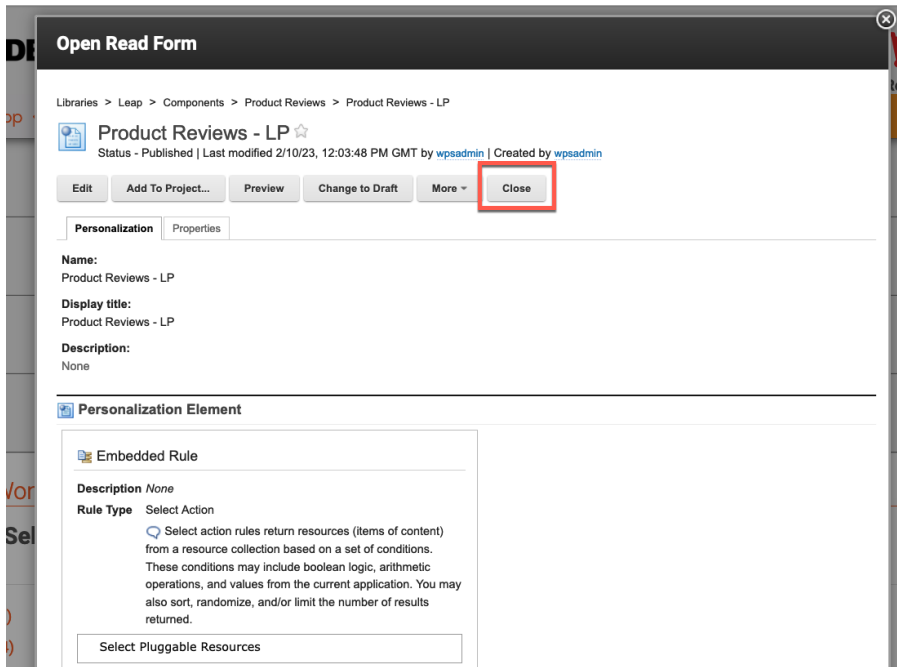 Open Read Form
DE
op
Libraries > Leap > Components > Product Reviews > Product Reviews - LP
Product Reviews - LP
Status - Published | Last modified 2/10/23, 12:03:48 PM GMT by wpsadmin | Created by wpsadmin
Edit Add To Project... Preview Change to Draft More Close
Personalization Properties
Name:
Product Reviews - LP
Display title:
Product Reviews - LP
Description:
None
Personalization Element
Embedded Rule
Wor
Description None
Rule Type Select Action
Sel
Select action rules return resources (items of content)
from a resource collection based on a set of conditions.
These conditions may include boolean logic, arithmetic
operations, and values from the current application. You may
also sort, randomize, and/or limit the number of results
returned.
Select Pluggable Resources